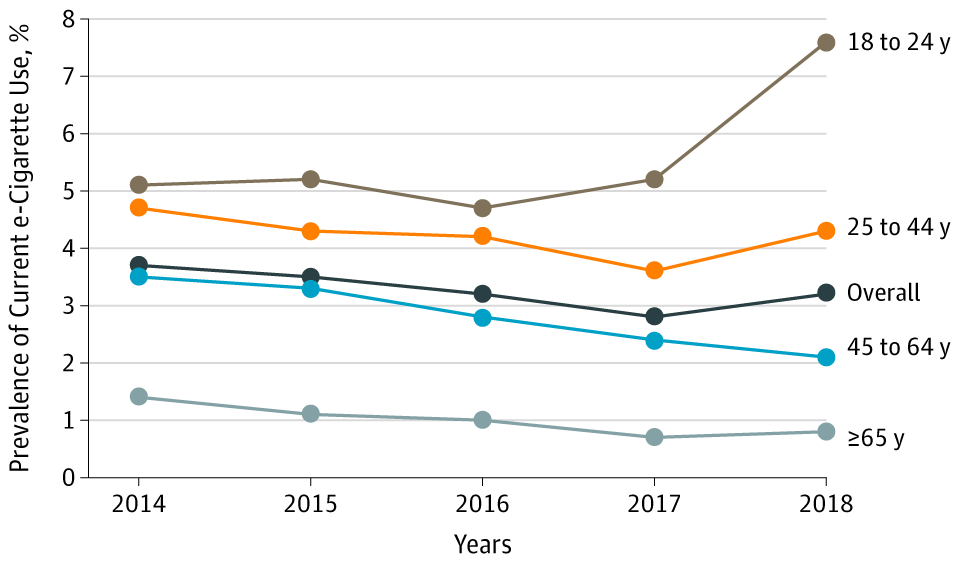 Prevalence of Current e-Cigarette Use, %
8
7
6
5
4
3
2
1
0
18 to 24 y
25 to 44 y
Overall
45 to 64 y
≥65 y
2014 2015 2016 2017 2018
Years